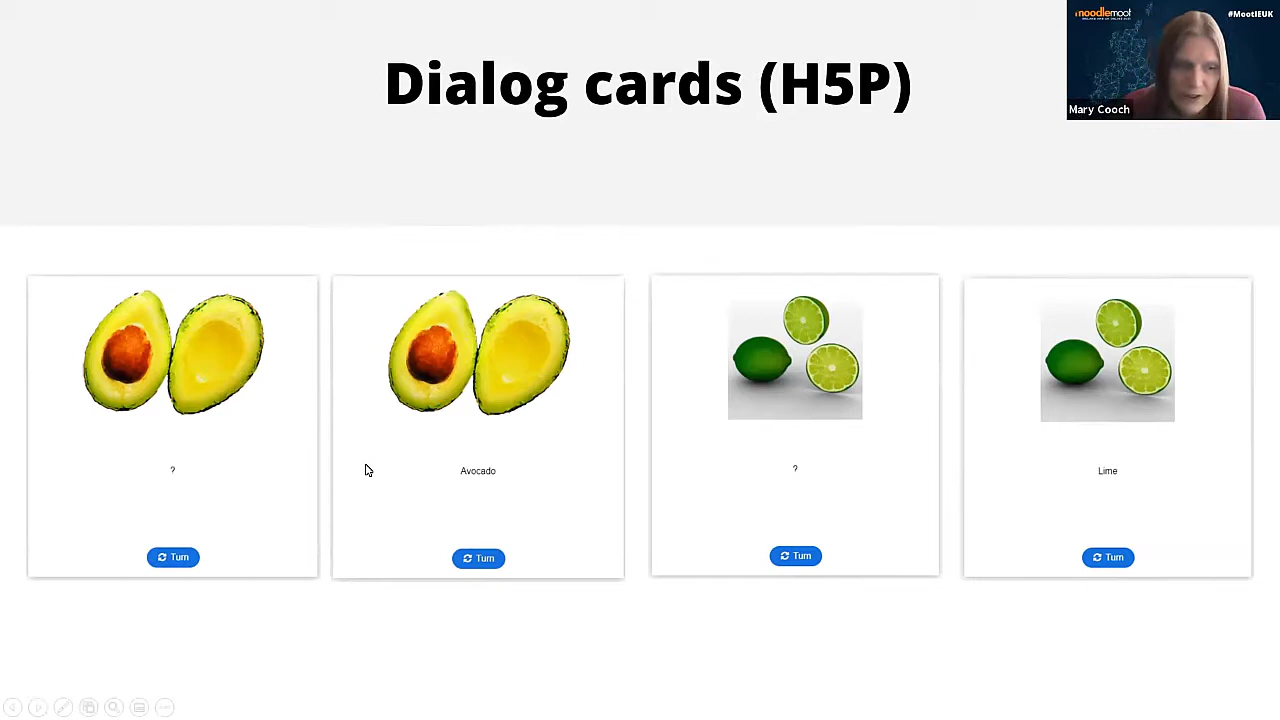 moodlemoot
#MootIEUK
Dialog cards (H5P)
Mary Cooch
?
Avocado
?
Lime
Turn
Turn
Turn
Turn